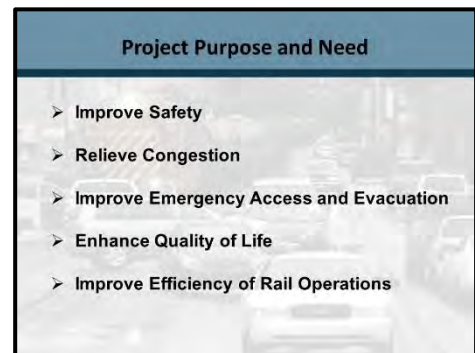 Project Purpose and Need
➢ Improve Safety
➢ Relieve Congestion
➢ Improve Emergency Access and Evacuation
➢ Enhance Quality of Life
➢ Improve Efficiency of Rail Operations